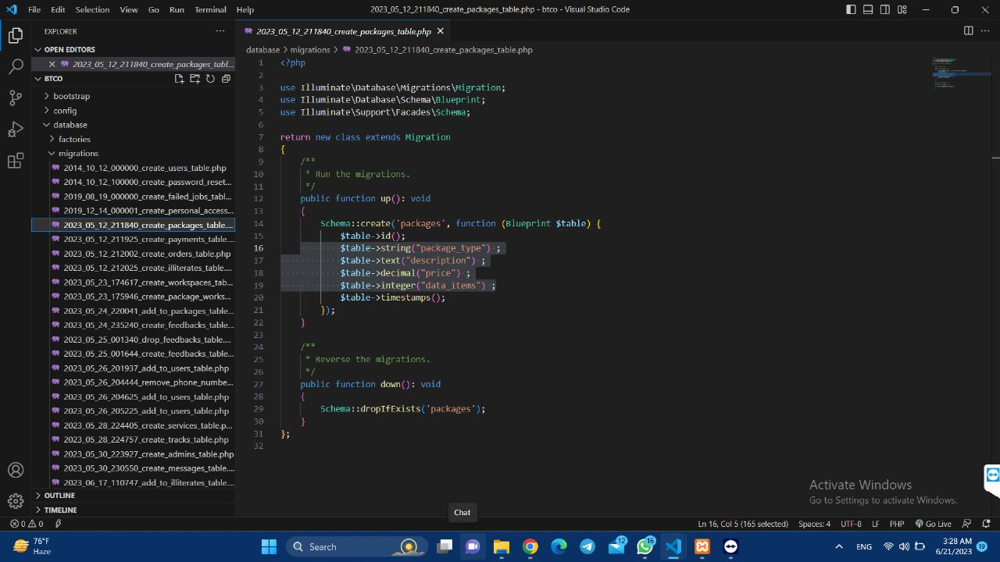 File Edit Selection View Go Run Terminal Help
2023_05_12_211840_create_packages_table.php - btco - Visual Studio Code
EXPLORER
OPEN EDITORS
2023_05_12_211840_create_packages_tabl...
BTCO
bootstrap
config
database
factories
migrations
2014_10_12_000000_create_users_table.php
2014_10_12_100000_create_password_reset...
2019_08_19_000000_create_failed_jobs_tabl...
2019_12_14_000001_create_personal_access...
2023_05_12_211840_create_packages_table....
2023_05_12_211925_create_payments_table....
2023_05_12_212002_create_orders_table.php
2023_05_12_212025_create_illiterates_table....
2023_05_23_174617_create_workspaces_tab...
2023_05_23_175946_create_package_works...
2023_05_24_220041_add_to_packages_table...
2023_05_24_235240_create_feedbacks_table...
2023_05_25_001340_drop_feedbacks_table....
2023_05_25_001644_create_feedbacks_table...
2023_05_26_201937_add_to_users_table.php
2023_05_26_204444_remove_phone_numbe...
2023_05_26_204625_add_to_users_table.php
2023_05_26_205225_add_to_users_table.php
2023_05_28_224405_create_services_table.p...
2023_05_28_224757_create_tracks_table.php
2023_05_30_223927_create_admins_table.php
2023_05_30_230550_create_messages_table....
2023_06_17_110747_add_to_illiterates_table....
OUTLINE
TIMELINE
2023_05_12_211840_create_packages_table.php
database > migrations > 2023_05_12_211840_create_packages_table.php
1 <?php
2
3 use Illuminate\Database\Migrations\Migration;
4 use Illuminate\Database\Schema\Blueprint;
5 use Illuminate\Support\Facades\Schema;
6
7 return new class extends Migration
8 {
9 /**
10 * Run the migrations.
11 */
12 public function up(): void
13 {
14 Schema::create('packages', function (Blueprint $table) {
15 $table->id();
16 $table->string("package_type") ;
17 $table->text("description") ;
18 $table->decimal("price") ;
19 $table->integer("data_items") ;
20 $table->timestamps();
21 });
22 }
23
24 /**
25 * Reverse the migrations.
26 */
27 public function down(): void
28 {
29 Schema::dropIfExists('packages');
30 }
31 };
32
Activate Windows
Go to Settings to activate Windows.
Chat
0 0
Ln 16, Col 5 (165 selected) Spaces: 4 UTF-8 LF PHP Go Live
76°F
Haze
Search
12
16
ENG
3:28 AM
6/21/2023
19